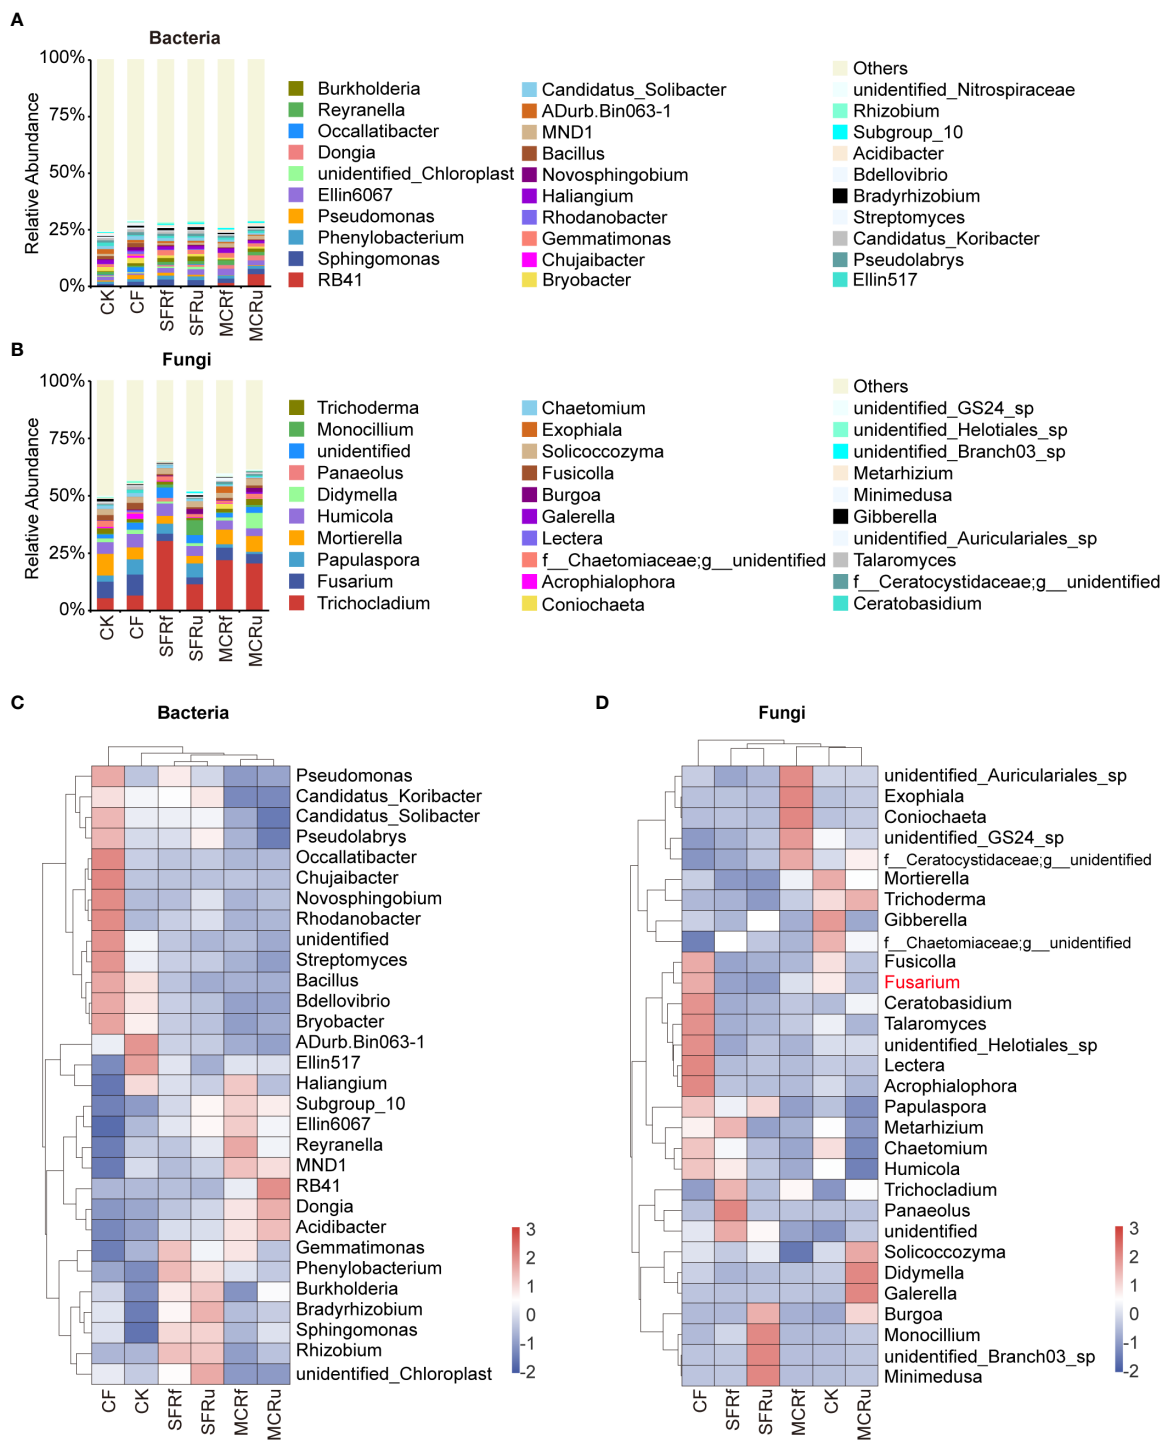 A
Bacteria
100%
75%
50%
25%
0%
Relative Abundance
CK
CF
SFRf
SFRu
MCRf
MCRu
Burkholderia
Reyranella
Occallatibacter
Dongia
unidentified_Chloroplast
Ellin6067
Pseudomonas
Phenylobacterium
Sphingomonas
RB41
Candidatus_Solibacter
ADurb.Bin063-1
MND1
Bacillus
Novosphingobium
Haliangium
Rhodanobacter
Gemmatimonas
Chujaibacter
Bryobacter
Others
unidentified_Nitrospiraceae
Rhizobium
Subgroup_10
Acidibacter
Bdellovibrio
Bradyrhizobium
Streptomyces
Candidatus_Koribacter
Pseudolabrys
Ellin517
B
Fungi
100%
75%
50%
25%
0%
Relative Abundance
CK
CF
SFRf
SFRu
MCRf
MCRu
Trichoderma
Monocillium
unidentified
Panaeolus
Didymella
Humicola
Mortierella
Papulaspora
Fusarium
Trichocladium
Chaetomium
Exophiala
Solicoccozyma
Fusicolla
Burgoa
Galerella
Lectera
f__Chaetomiaceae;g__unidentified
Acrophialophora
Coniochaeta
Others
unidentified_GS24_sp
unidentified_Helotiales_sp
unidentified_Branch03_sp
Metarhizium
Minimedusa
Gibberella
unidentified_Auriculariales_sp
Talaromyces
f__Ceratocystidaceae;g__unidentified
Ceratobasidium
C
Bacteria
Pseudomonas
Candidatus_Koribacter
Candidatus_Solibacter
Pseudolabrys
Occallatibacter
Chujaibacter
Novosphingobium
Rhodanobacter
unidentified
Streptomyces
Bacillus
Bdellovibrio
Bryobacter
ADurb.Bin063-1
Ellin517
Haliangium
Subgroup_10
Ellin6067
Reyranella
MND1
RB41
Dongia
Acidibacter
Gemmatimonas
Phenylobacterium
Burkholderia
Bradyrhizobium
Sphingomonas
Rhizobium
unidentified_Chloroplast
CF
CK
SFRf
SFRu
MCRf
MCRu
3
2
1
0
-1
-2
D
Fungi
unidentified_Auriculariales_sp
Exophiala
Coniochaeta
unidentified_GS24_sp
f__Ceratocystidaceae;g__unidentified
Mortierella
Trichoderma
Gibberella
f__Chaetomiaceae;g__unidentified
Fusicolla
Fusarium
Ceratobasidium
Talaromyces
unidentified_Helotiales_sp
Lectera
Acrophialophora
Papulaspora
Metarhizium
Chaetomium
Humicola
Trichocladium
Panaeolus
unidentified
Solicoccozyma
Didymella
Galerella
Burgoa
Monocillium
unidentified_Branch03_sp
Minimedusa
CF
SFRf
SFRu
MCRf
CK
MCRu
3
2
1
0
-1
-2